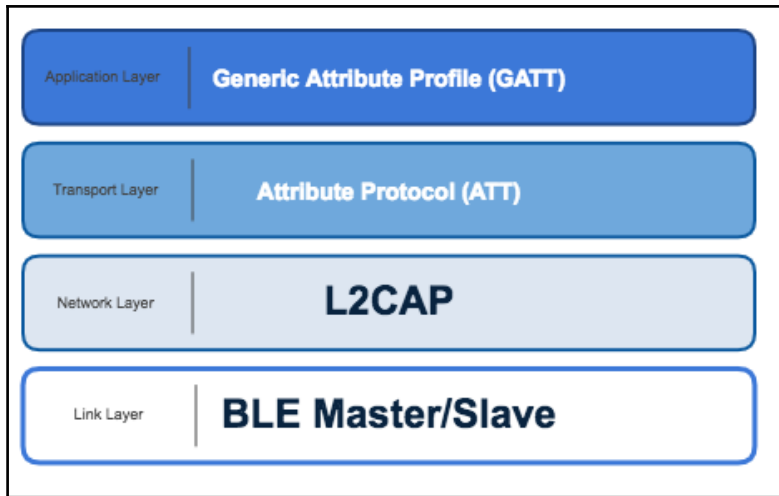 Application Layer Generic Attribute Profile (GATT)
Transport Layer Attribute Protocol (ATT)
Network Layer L2CAP
Link Layer BLE Master/Slave